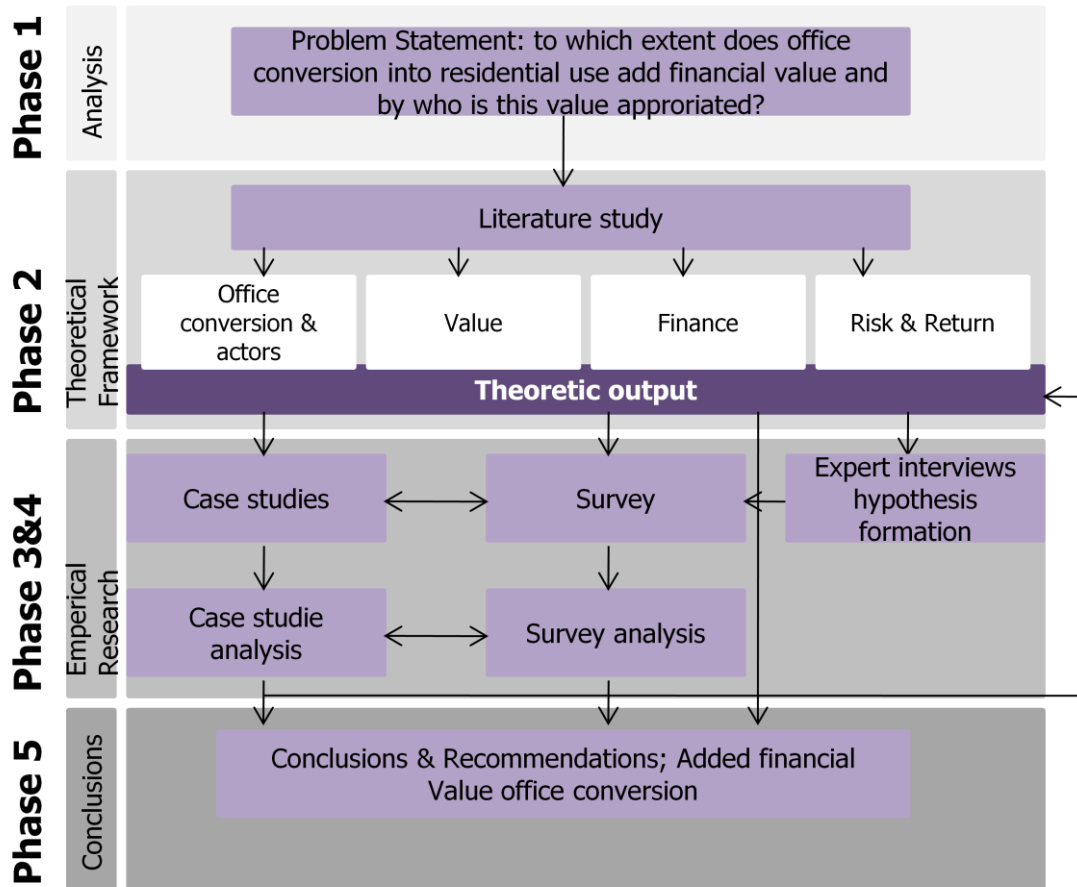 Phase 1
Analysis
Problem Statement: to which extent does office
conversion into residential use add financial value and
by who is this value approriated?
Phase 2
Theoretical
Framework
Literature study
Office
conversion &
actors
Value
Finance
Risk & Return
Theoretic output
Phase 3&4
Emperical
Research
Case studies
Survey
Expert interviews
hypothesis
formation
Case studie
analysis
Survey analysis
Phase 5
Conclusions
Conclusions & Recommendations; Added financial
Value office conversion